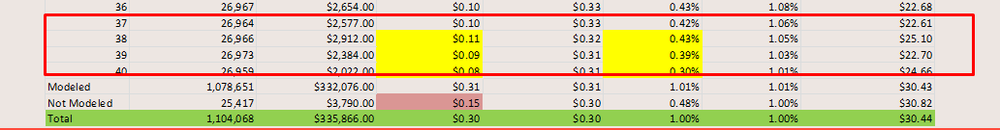 36 26,967 $2,654.00 $0.10 $0.33 0.43% 1.08% $22.68
37 26,964 $2,577.00 $0.10 $0.33 0.42% 1.06% $22.61
38 26,966 $2,912.00 $0.11 $0.32 0.43% 1.05% $25.10
39 26,973 $2,384.00 $0.09 $0.31 0.39% 1.03% $22.70
40 26,959 $2,022.00 $0.08 $0.31 0.30% 1.01% $24.66
Modeled 1,078,651 $332,076.00 $0.31 $0.31 1.01% 1.01% $30.43
Not Modeled 25,417 $3,790.00 $0.15 $0.30 0.48% 1.00% $30.82
Total 1,104,068 $335,866.00 $0.30 $0.30 1.00% 1.00% $30.44